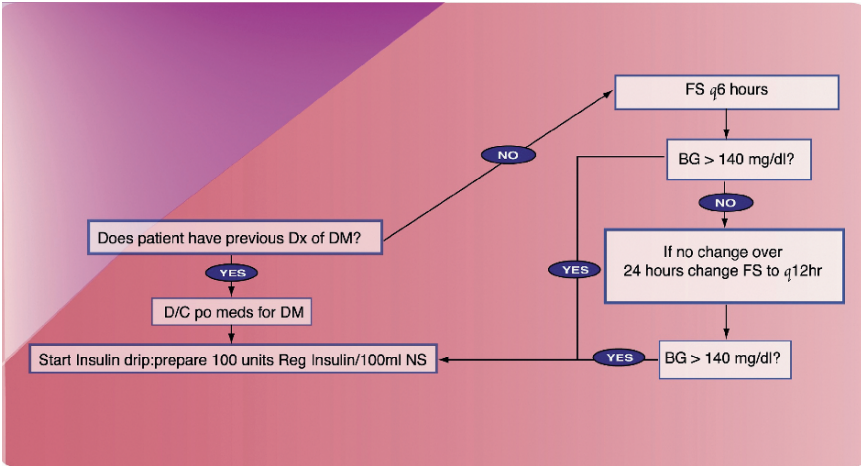 FS q6 hours
NO
BG > 140 mg/dl?
NO
Does patient have previous Dx of DM?
If no change over
24 hours change FS to q12hr
YES
YES
D/C po meds for DM
Start Insulin drip:prepare 100 units Reg Insulin/100ml NS
YES
BG > 140 mg/dl?